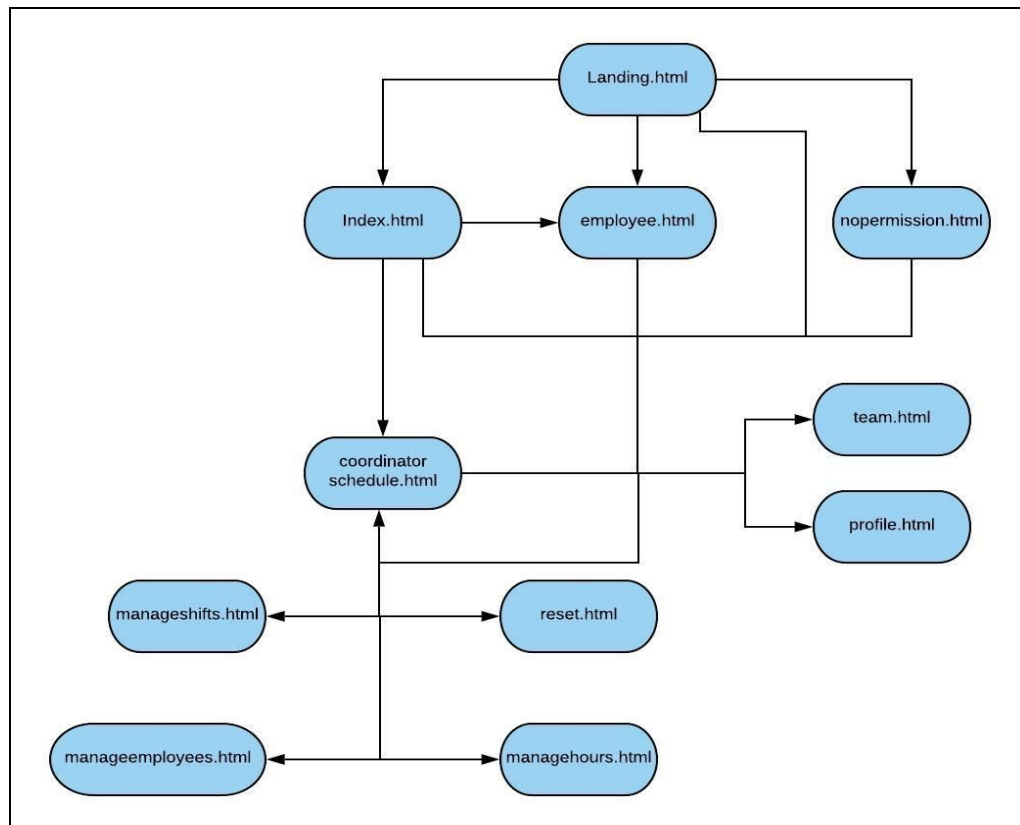 Landing.html
Index.html
employee.html
nopermission.html
team.html
coordinator
schedule.html
profile.html
manageshifts.html
reset.html
manageemployees.html
managehours.html